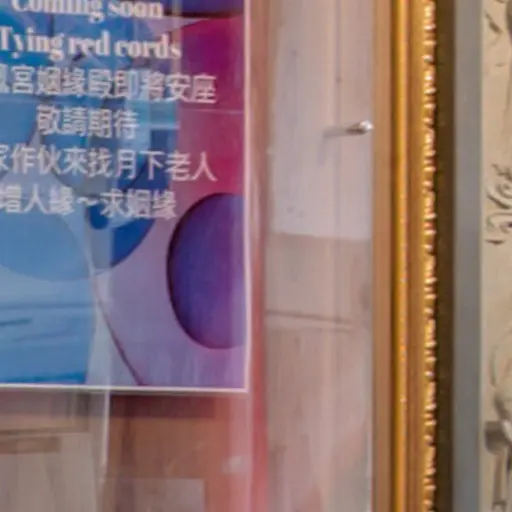 Coming soon
Tying red cords
宮姻緣殿即將安座
敬請期待
家作伙來找月下老人
增人緣～求姻緣